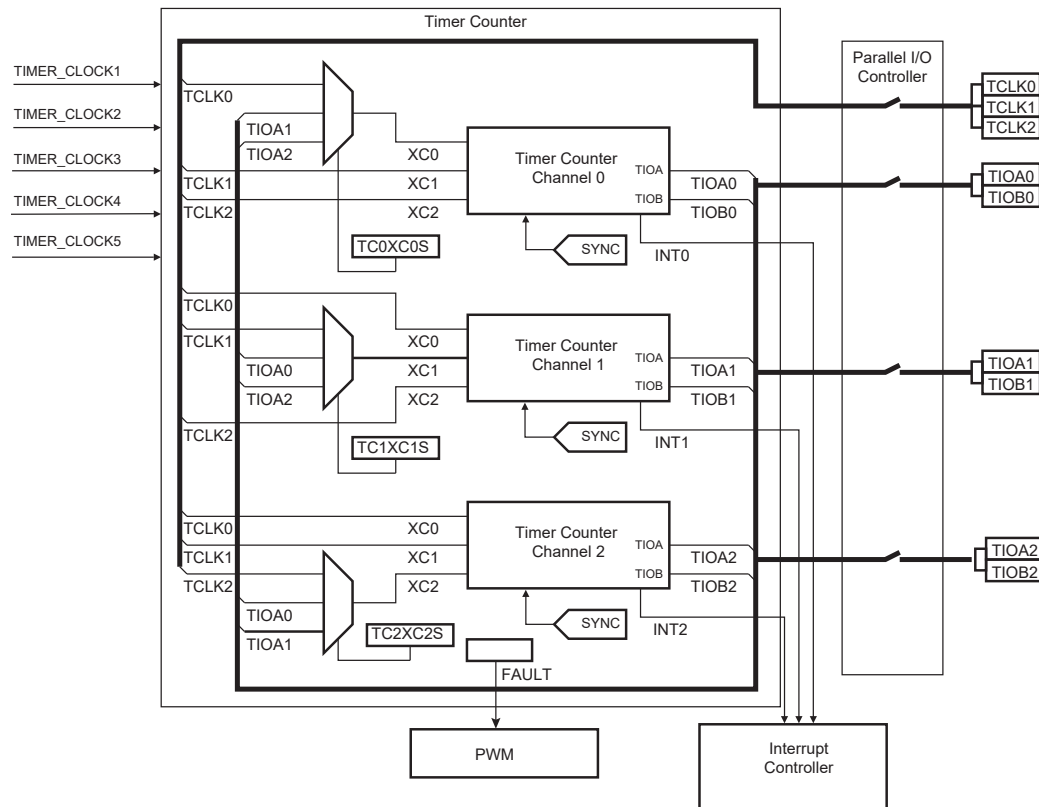 Timer Counter
Parallel I/O
Controller
TIMER_CLOCK1
TIMER_CLOCK2
TIMER_CLOCK3
TIMER_CLOCK4
TIMER_CLOCK5
TCLK0
TIOA1
TIOA2
TCLK1
TCLK2
XC0
XC1
XC2
TC0XC0S
Timer Counter
Channel 0
TIOA
TIOB
TIOA0
TIOB0
SYNC
INT0
TCLK0
TCLK1
TIOA0
TIOA2
TCLK2
XC0
XC1
XC2
TC1XC1S
Timer Counter
Channel 1
TIOA
TIOB
TIOA1
TIOB1
SYNC
INT1
TCLK0
TCLK1
TCLK2
TIOA0
TIOA1
XC0
XC1
XC2
TC2XC2S
Timer Counter
Channel 2
TIOA
TIOB
TIOA2
TIOB2
SYNC
INT2
FAULT
PWM
Interrupt
Controller
TCLK0
TCLK1
TCLK2
TIOA0
TIOB0
TIOA1
TIOB1
TIOA2
TIOB2